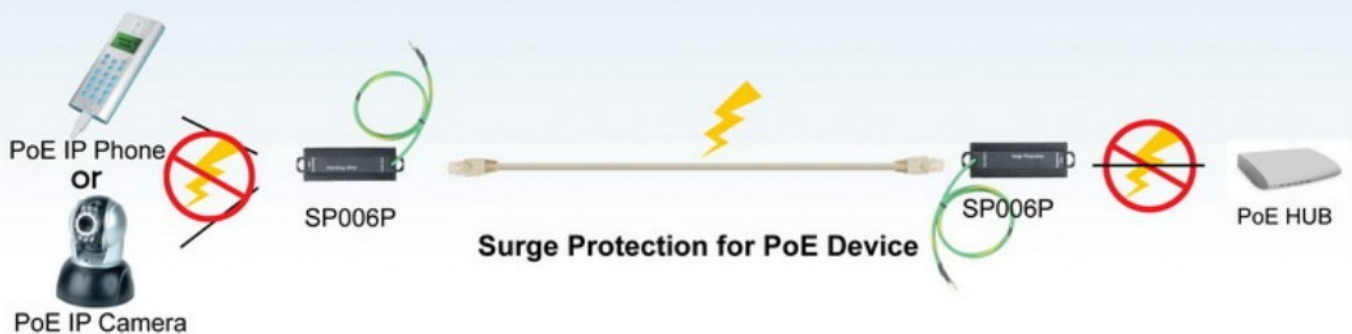 PoE IP Phone
or
PoE IP Camera
SP006P
Surge Protection for PoE Device
SP006P
PoE HUB